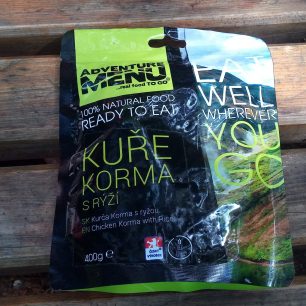 ADVENTURE
MENU
...real food TO GO
100% NATURAL FOOD
READY TO EAT
KUŘE
KORMA
S RÝŽÍ
SK Kurča Korma s ryžou
EN Chicken Korma with Rice
400g ℮
EAT
WELL
WHEREVER
YOU
GO